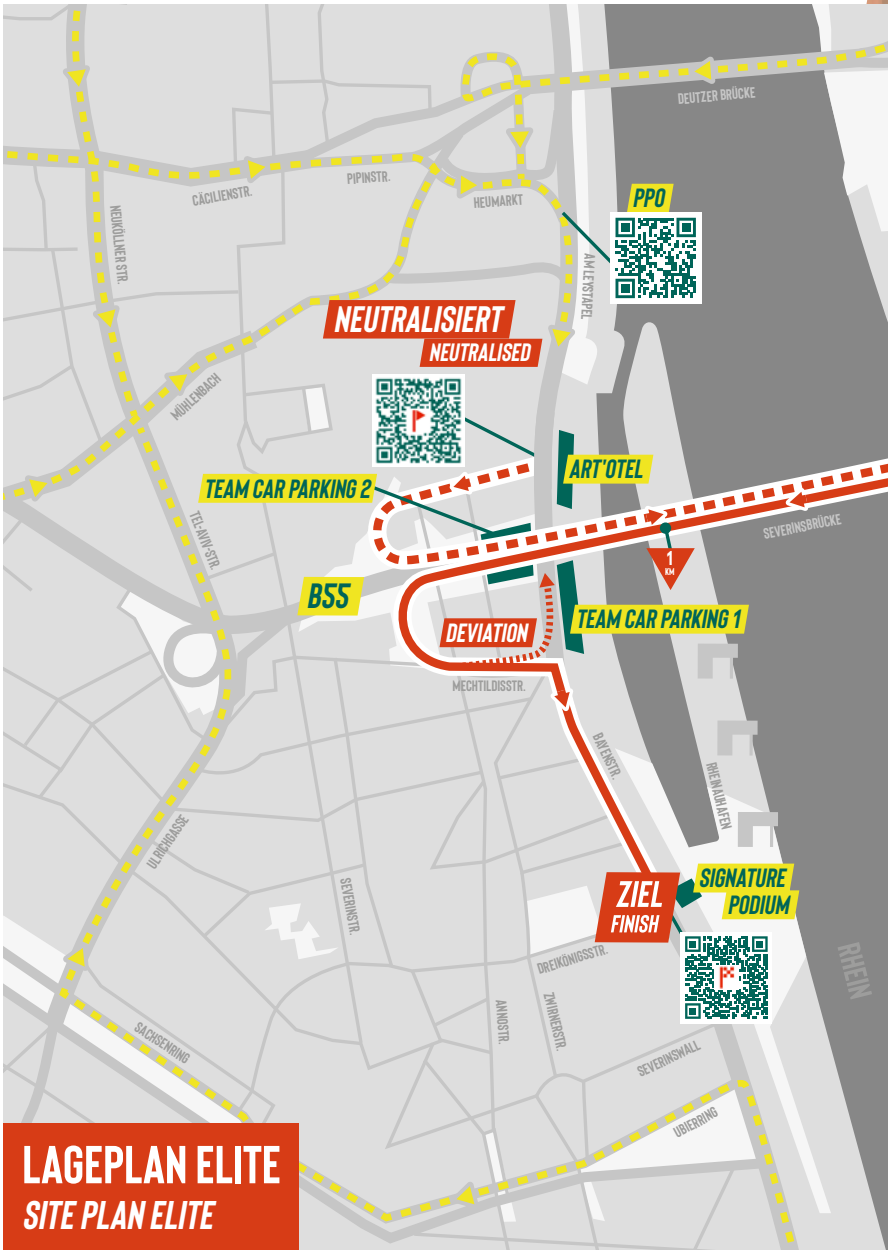 DEUTZER BRÜCKE
CÄCILIENSTR.
PIPINSTR.
HEUMARKT
PPO
NEUKÖLLNER STR.
AM LEYSTAPEL
NEUTRALISIERT
NEUTRALISED
MÜHLENBACH
ART'OTEL
TEAM CAR PARKING 2
SEVERINSBRÜCKE
TEL-AVIV-STR.
1
KM
B55
TEAM CAR PARKING 1
DEVIATION
MECHTILDISSTR.
BAYENSTR.
RHEINAUHAFEN
ULRICHGASSE
SEVERINSTR.
ZIEL
FINISH
SIGNATURE
PODIUM
DREIKÖNIGSSTR.
RHEIN
ANNOSTR.
ZWIRNERSTR.
SACHSENRING
SEVERINSWALL
UBIERRING
LAGEPLAN ELITE
SITE PLAN ELITE